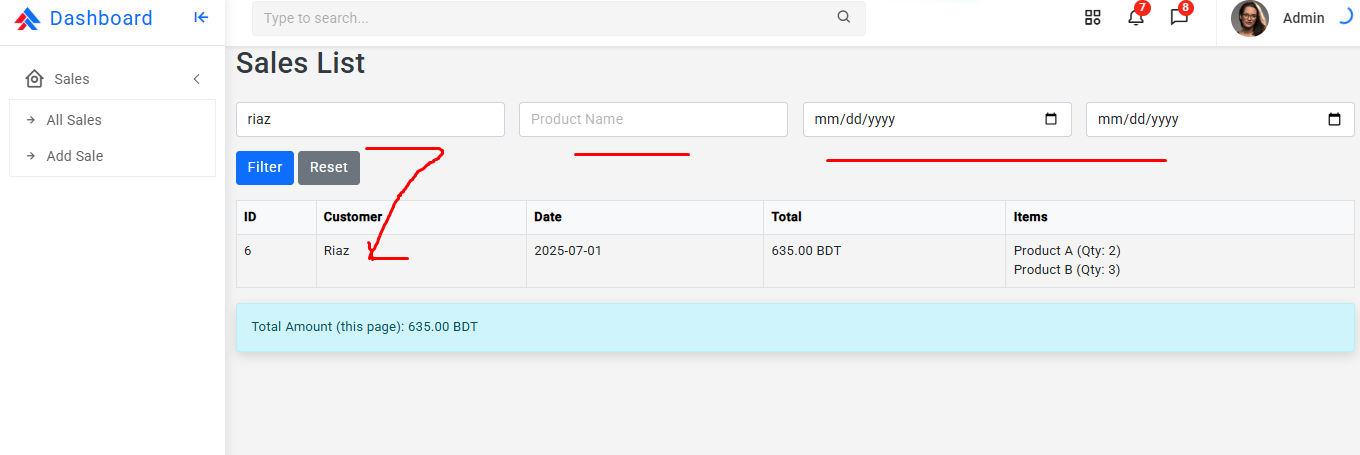 Dashboard
Type to search...
7
8
Admin
Sales
All Sales
Add Sale
Sales List
riaz
Product Name
mm/dd/yyyy
mm/dd/yyyy
Filter
Reset
ID Customer Date Total Items
6 Riaz 2025-07-01 635.00 BDT Product A (Qty: 2)
Product B (Qty: 3)
Total Amount (this page): 635.00 BDT